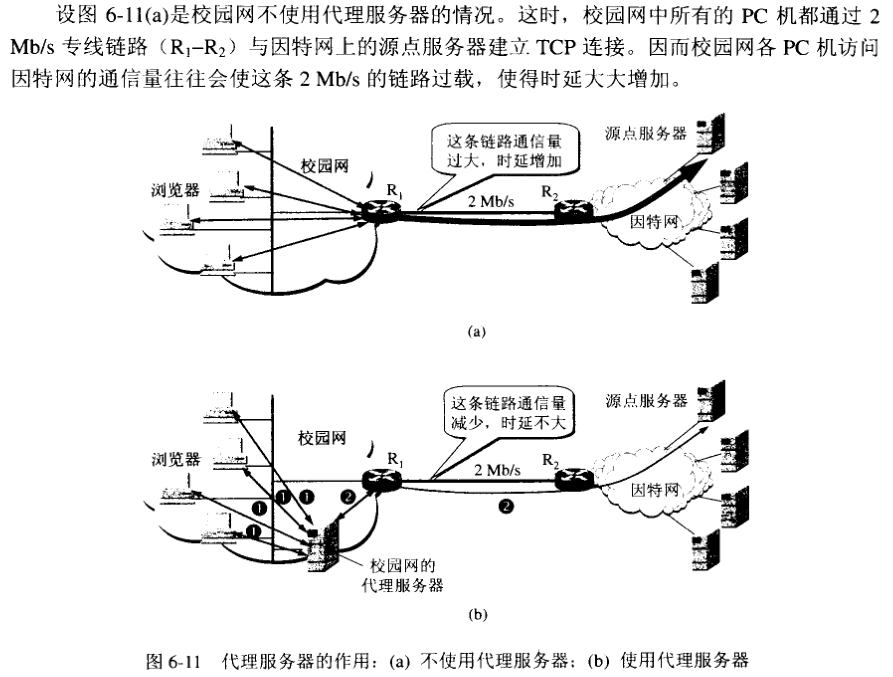 设图 6-11(a)是校园网不使用代理服务器的情况。这时，校园网中所有的 PC 机都通过 2
Mb/s 专线链路（R1–R2）与因特网上的源点服务器建立 TCP 连接。因而校园网各 PC 机访问
因特网的通信量往往会使这条 2 Mb/s 的链路过载，使得时延大大增加。
这条链路通信量
过大，时延增加
源点服务器
校园网
浏览器
R1
2 Mb/s
R2
因特网
(a)
这条链路通信量
减少，时延不大
源点服务器
校园网
浏览器
R1
2 Mb/s
R2
因特网
❶
❶
❶
❷
❷
❶
校园网的
代理服务器
(b)
图 6-11 代理服务器的作用：(a) 不使用代理服务器；(b) 使用代理服务器